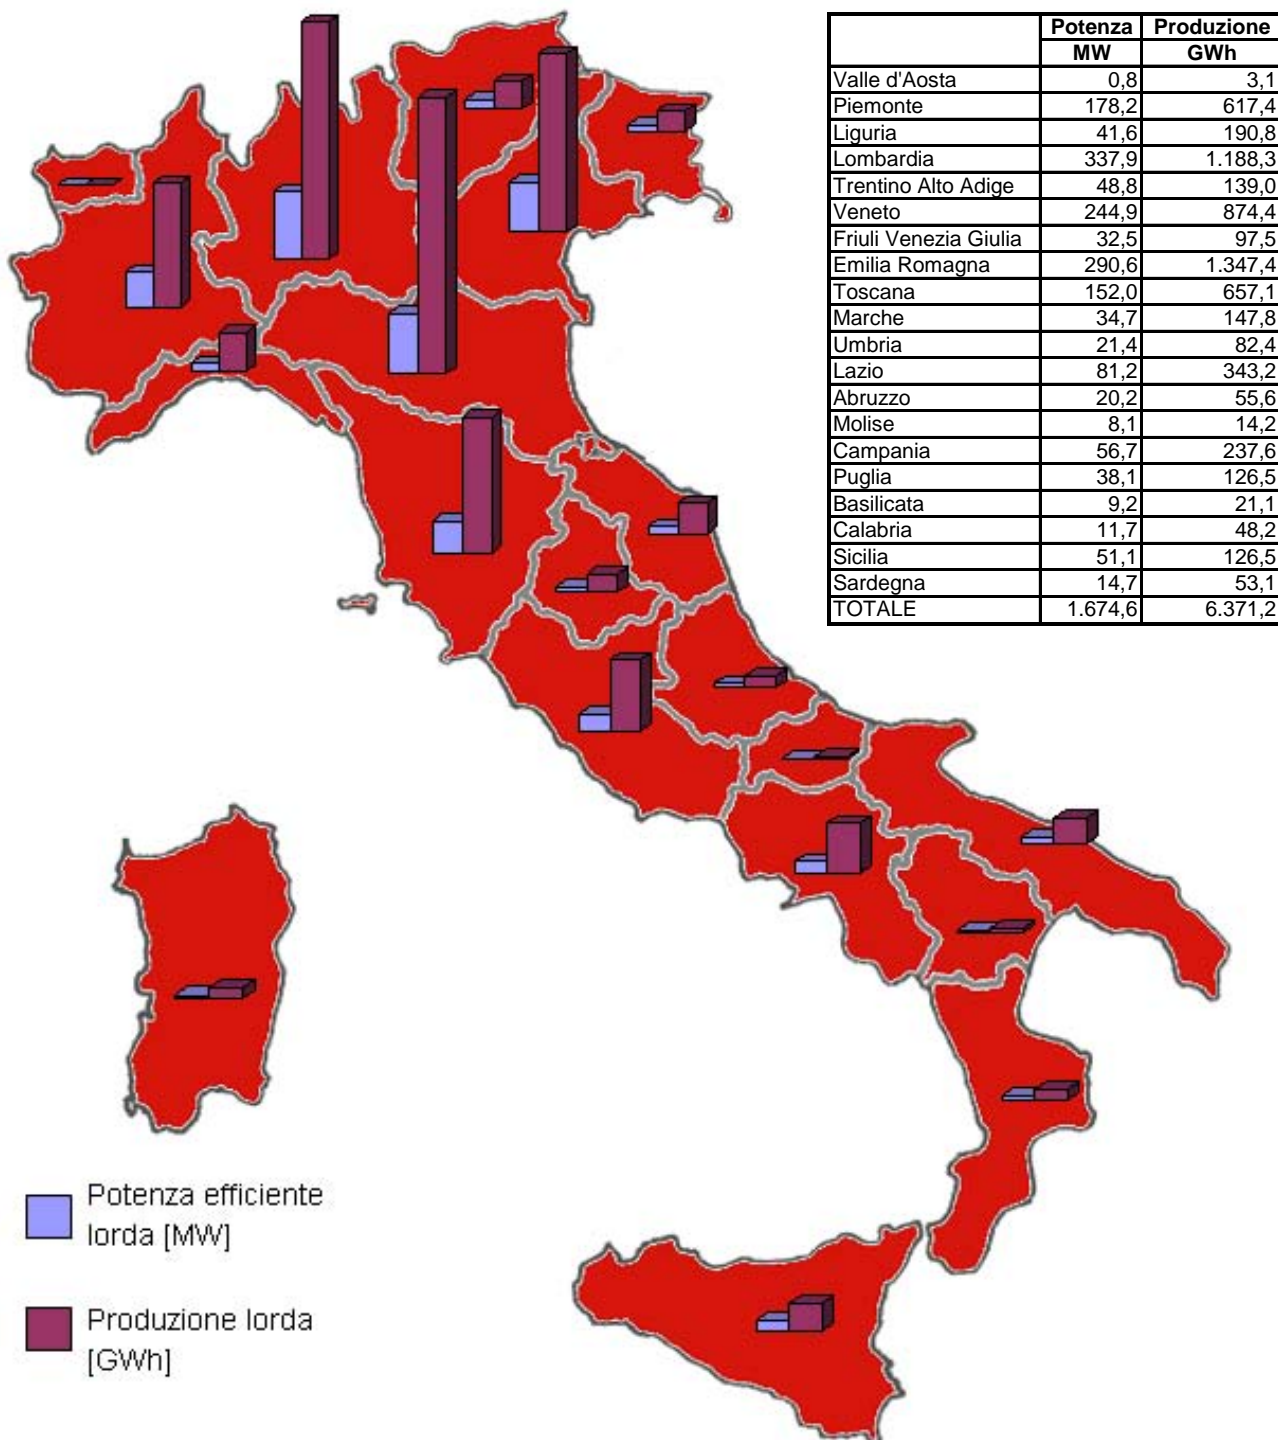 Potenza Produzione
MW GWh
Valle d'Aosta 0,8 3,1
Piemonte 178,2 617,4
Liguria 41,6 190,8
Lombardia 337,9 1.188,3
Trentino Alto Adige 48,8 139,0
Veneto 244,9 874,4
Friuli Venezia Giulia 32,5 97,5
Emilia Romagna 290,6 1.347,4
Toscana 152,0 657,1
Marche 34,7 147,8
Umbria 21,4 82,4
Lazio 81,2 343,2
Abruzzo 20,2 55,6
Molise 8,1 14,2
Campania 56,7 237,6
Puglia 38,1 126,5
Basilicata 9,2 21,1
Calabria 11,7 48,2
Sicilia 51,1 126,5
Sardegna 14,7 53,1
TOTALE 1.674,6 6.371,2
Potenza efficiente
lorda [MW]
Produzione lorda
[GWh]